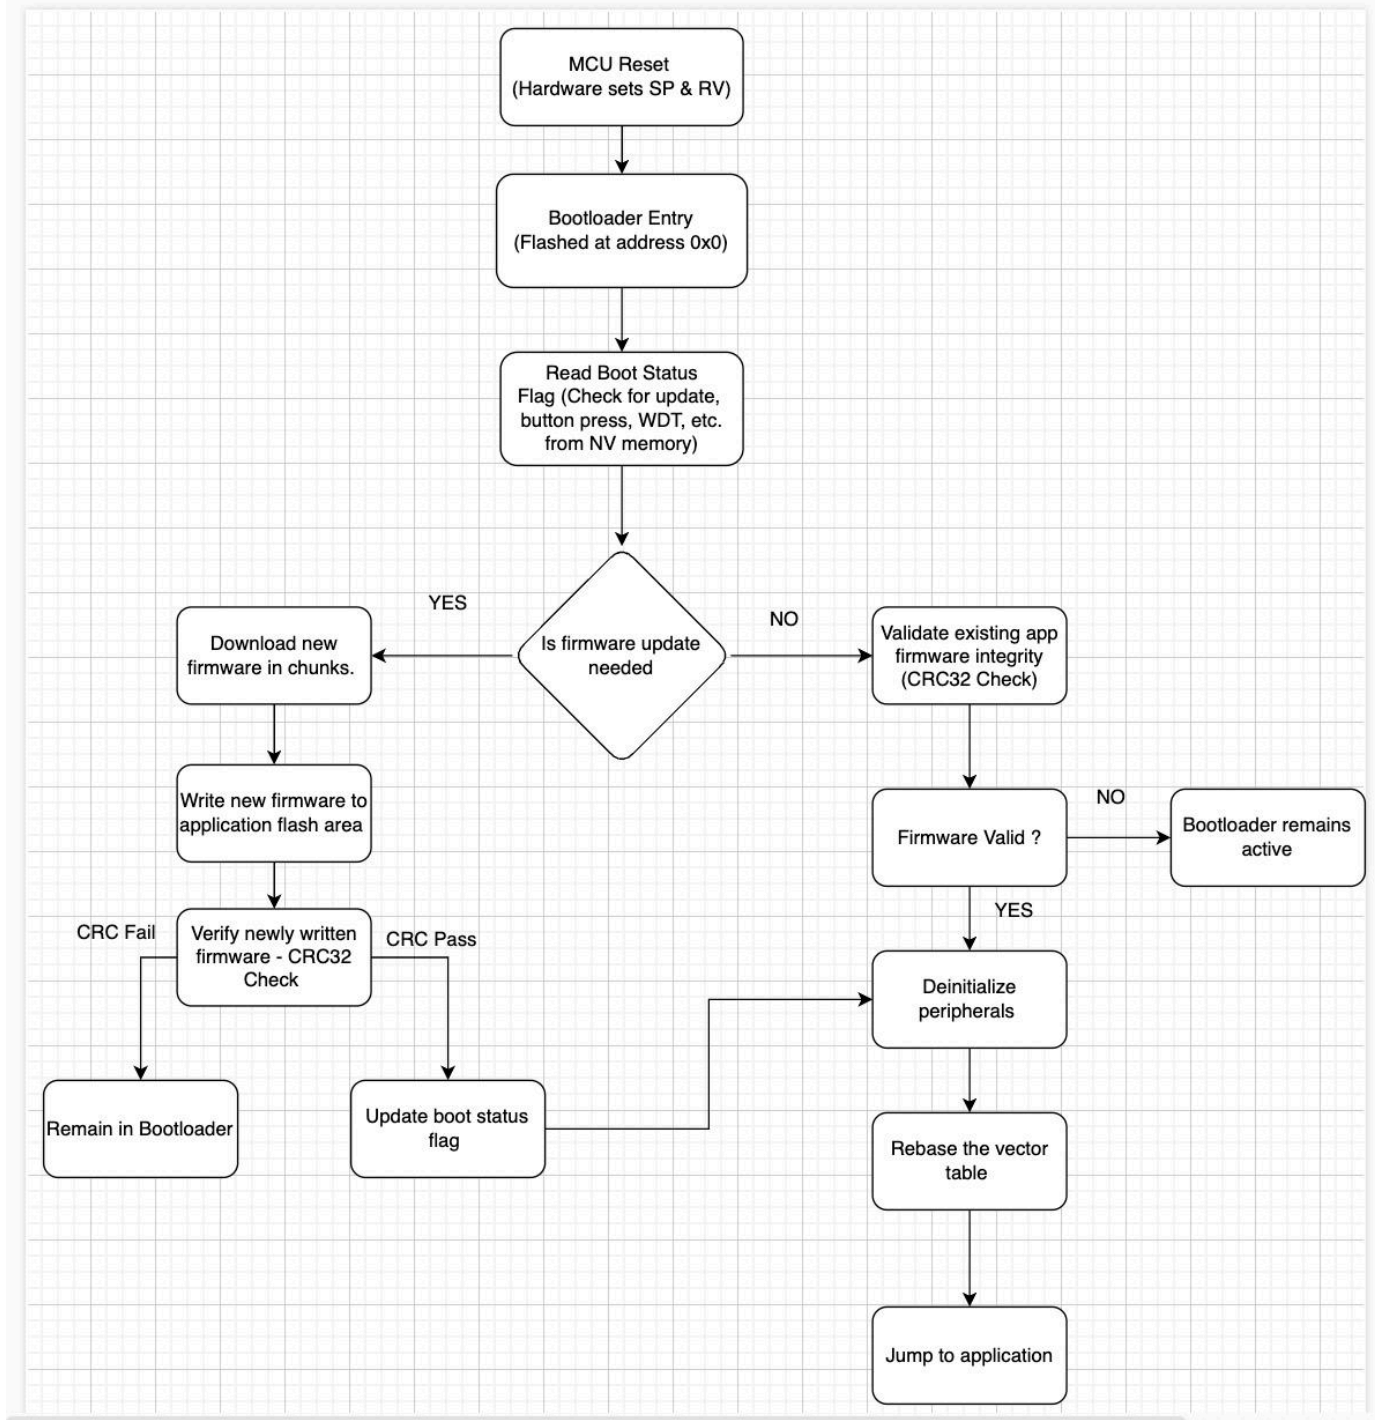 MCU Reset
(Hardware sets SP & RV)
Bootloader Entry
(Flashed at address 0x0)
Read Boot Status
Flag (Check for update,
button press, WDT, etc.
from NV memory)
Is firmware update
needed
YES
NO
Download new
firmware in chunks.
Validate existing app
firmware integrity
(CRC32 Check)
Write new firmware to
application flash area
Firmware Valid ?
NO
Bootloader remains
active
YES
Verify newly written
firmware - CRC32
Check
CRC Fail
CRC Pass
Deinitialize
peripherals
Remain in Bootloader
Update boot status
flag
Rebase the vector
table
Jump to application